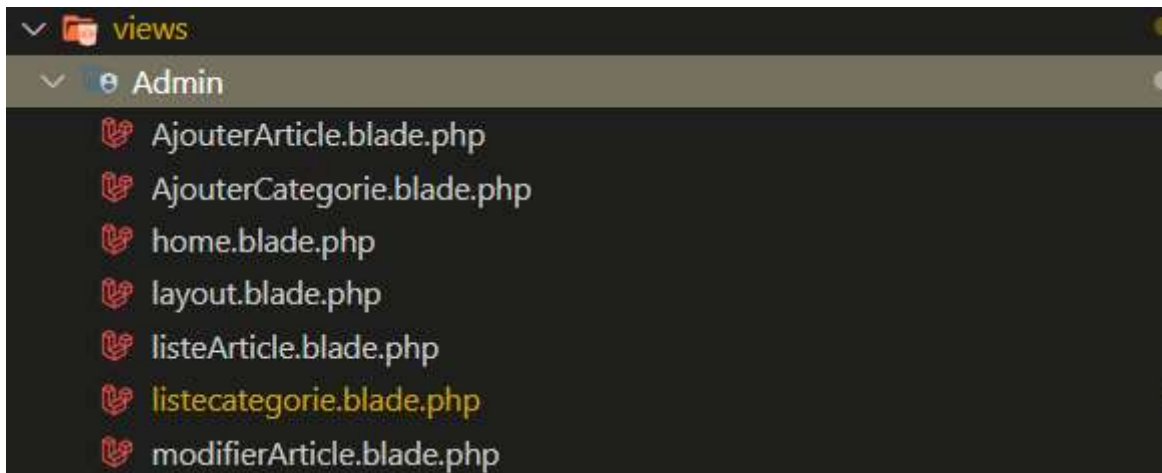 views
Admin
AjouterArticle.blade.php
AjouterCategorie.blade.php
home.blade.php
layout.blade.php
listeArticle.blade.php
listecategorie.blade.php
modifierArticle.blade.php